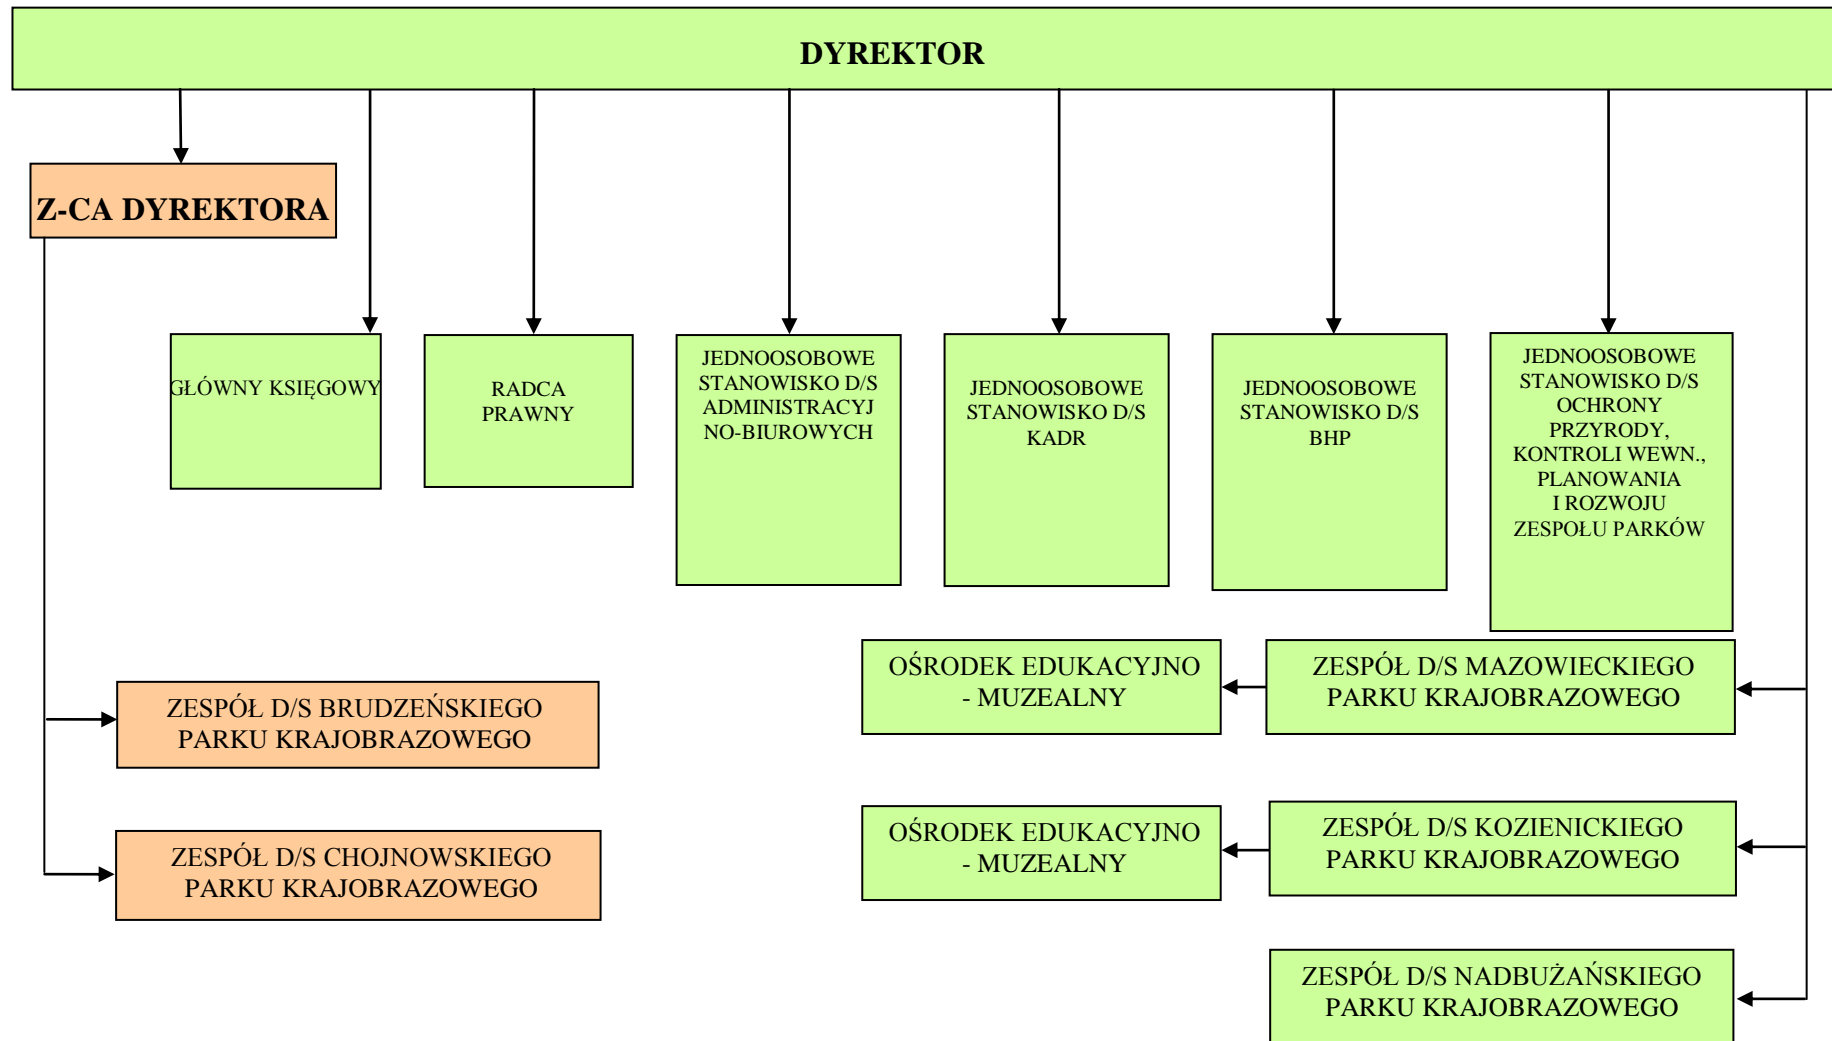 DYREKTOR
Z-CA DYREKTORA
GŁÓWNY KSIĘGOWY
RADCA
PRAWNY
JEDNOOSOBOWE
STANOWISKO D/S
ADMINISTRACYJ
NO-BIUROWYCH
JEDNOOSOBOWE
STANOWISKO D/S
KADR
JEDNOOSOBOWE
STANOWISKO D/S
BHP
JEDNOOSOBOWE
STANOWISKO D/S
OCHRONY
PRZYRODY,
KONTROLI WEWN.,
PLANOWANIA
I ROZWOJU
ZESPOŁU PARKÓW
OŚRODEK EDUKACYJNO
- MUZEALNY
ZESPÓŁ D/S MAZOWIECKIEGO
PARKU KRAJOBRAZOWEGO
ZESPÓŁ D/S BRUDZEŃSKIEGO
PARKU KRAJOBRAZOWEGO
OŚRODEK EDUKACYJNO
- MUZEALNY
ZESPÓŁ D/S KOZIENICKIEGO
PARKU KRAJOBRAZOWEGO
ZESPÓŁ D/S CHOJNOWSKIEGO
PARKU KRAJOBRAZOWEGO
ZESPÓŁ D/S NADBUŻAŃSKIEGO
PARKU KRAJOBRAZOWEGO